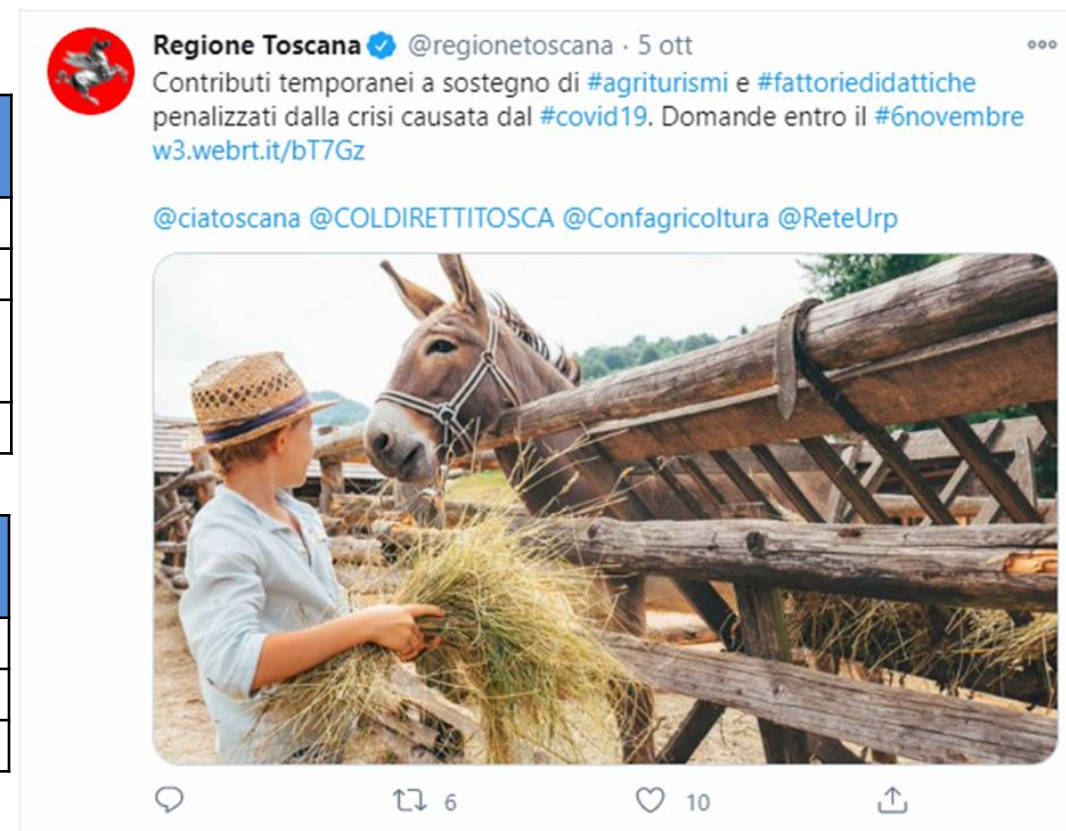 Regione Toscana @regionetoscana · 5 ott
Contributi temporanei a sostegno di #agriturismi e #fattoriedidattiche
penalizzati dalla crisi causata dal #covid19. Domande entro il #6novembre
w3.webrt.it/bT7Gz
@ciatoscana @COLDIRETTITOSCA @Confagricoltura @ReteUrp
6 10